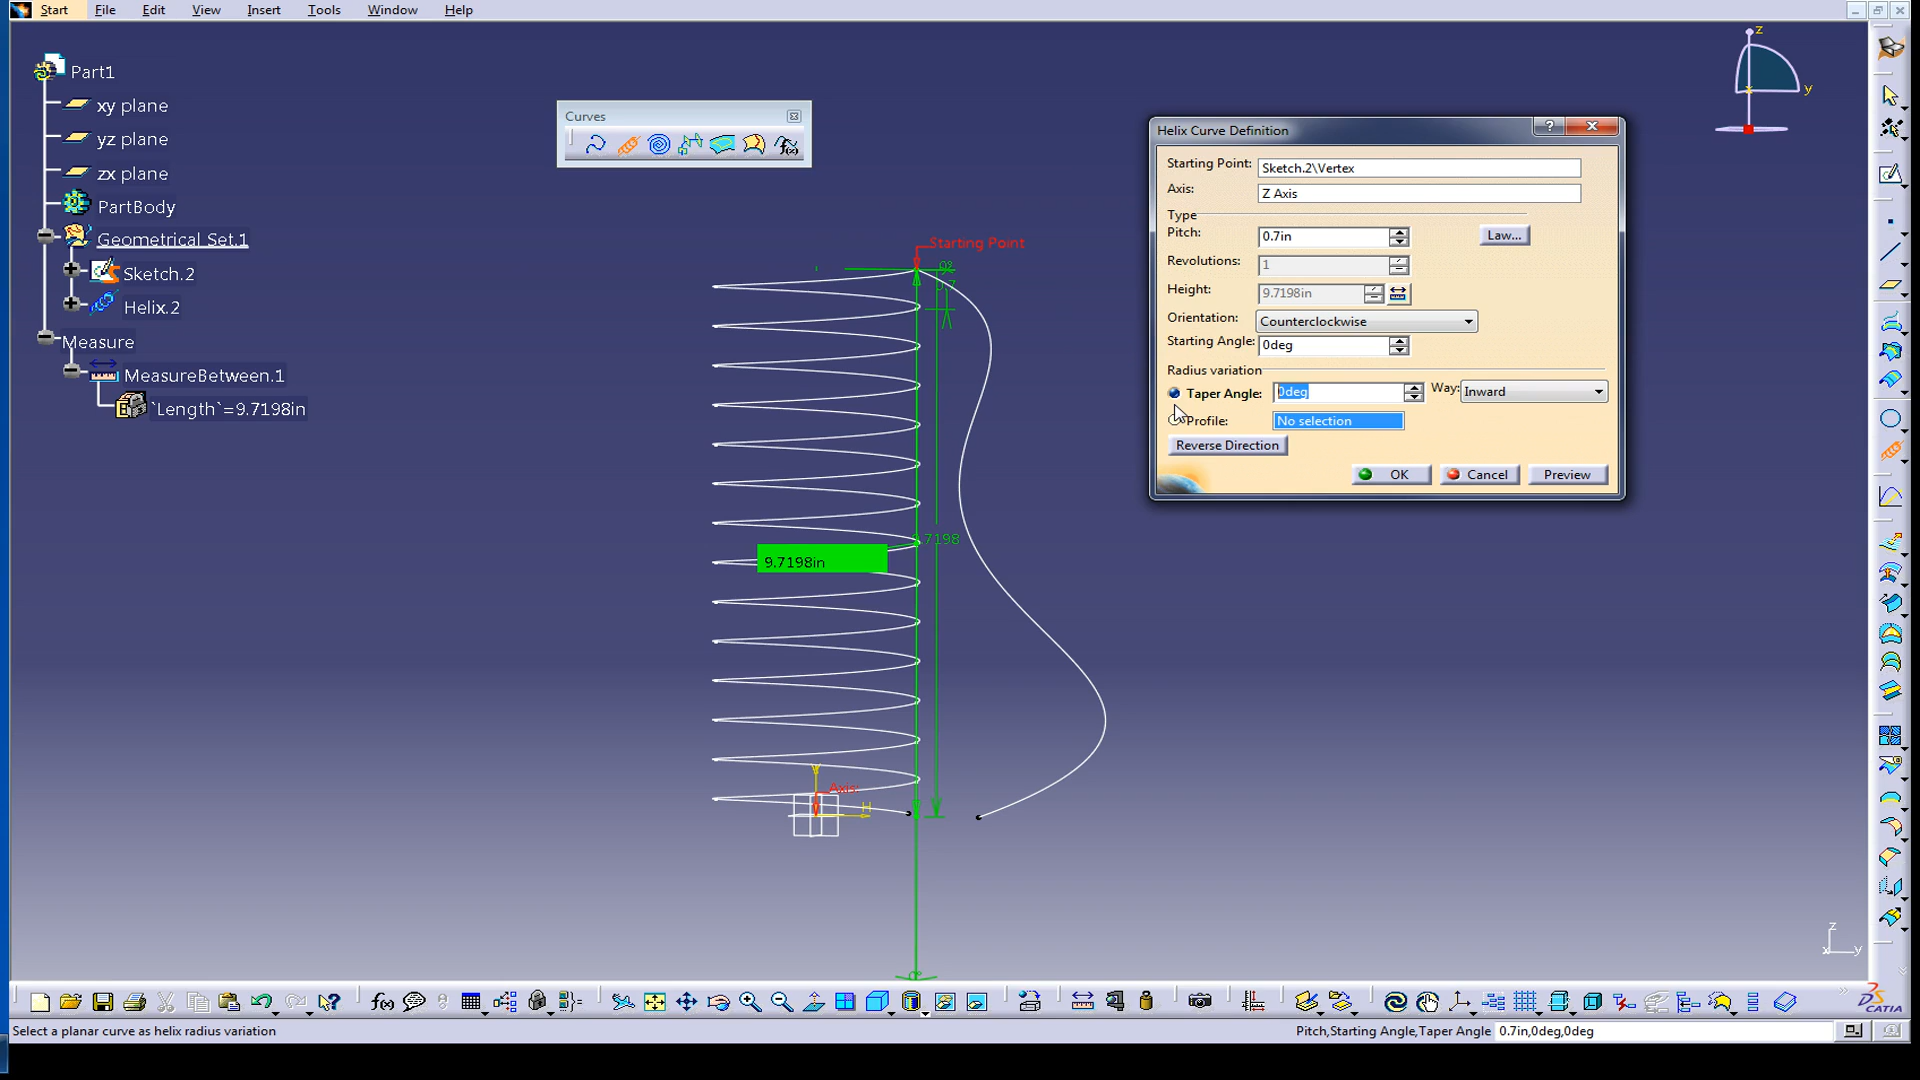 Start File Edit View Insert Tools Window Help
Part1
xy plane
yz plane
zx plane
PartBody
Geometrical Set.1
Sketch.2
Helix.2
Measure
MeasureBetween.1
`Length`=9.7198in
Curves
Starting Point
9.7198in
Axis
H
Helix Curve Definition
Starting Point: Sketch.2\Vertex
Axis: Z Axis
Type
Pitch: 0.7in Law...
Revolutions: 1
Height: 9.7198in
Orientation: Counterclockwise
Starting Angle: 0deg
Radius variation
Taper Angle: 0deg Way: Inward
Profile: No selection
Reverse Direction
OK Cancel Preview
z
y
z
x y
CATIA
Select a planar curve as helix radius variation
Pitch,Starting Angle,Taper Angle 0.7in,0deg,0deg